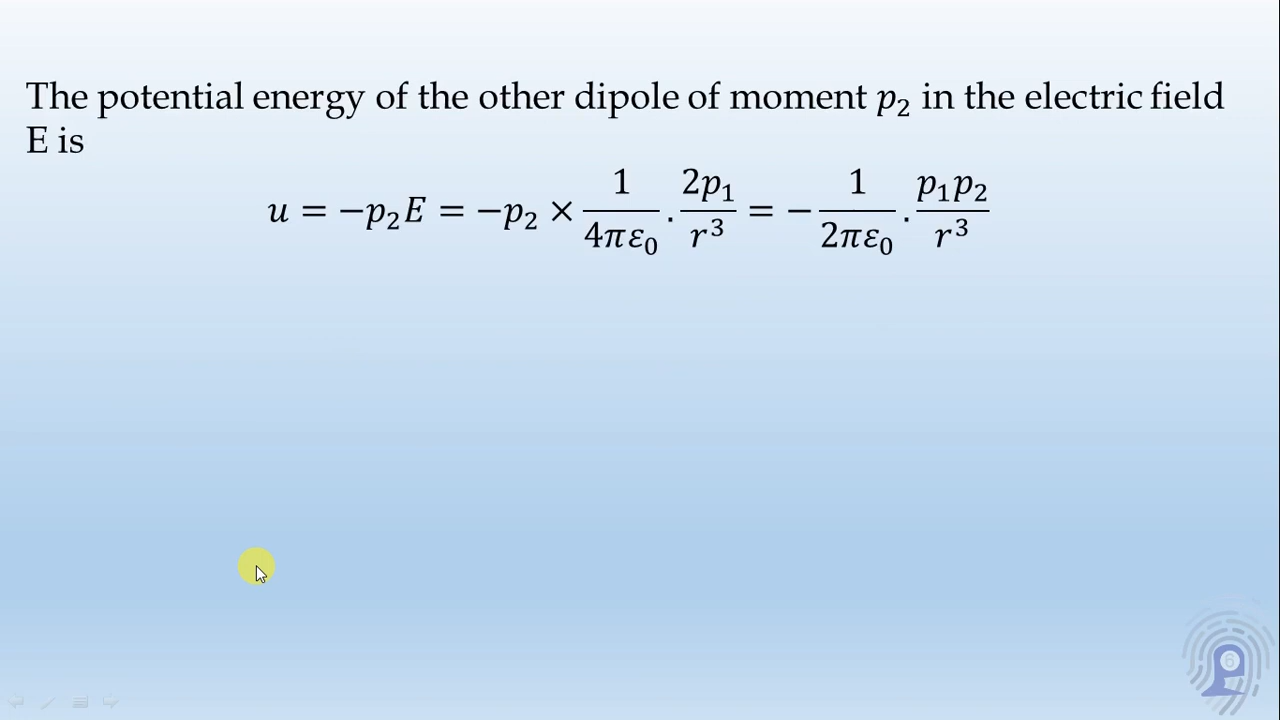 The potential energy of the other dipole of moment p₂ in the electric field
E is
u = −p₂E = −p₂ × 1/4πε₀ . 2p₁/r³ = − 1/2πε₀ . p₁p₂/r³
6